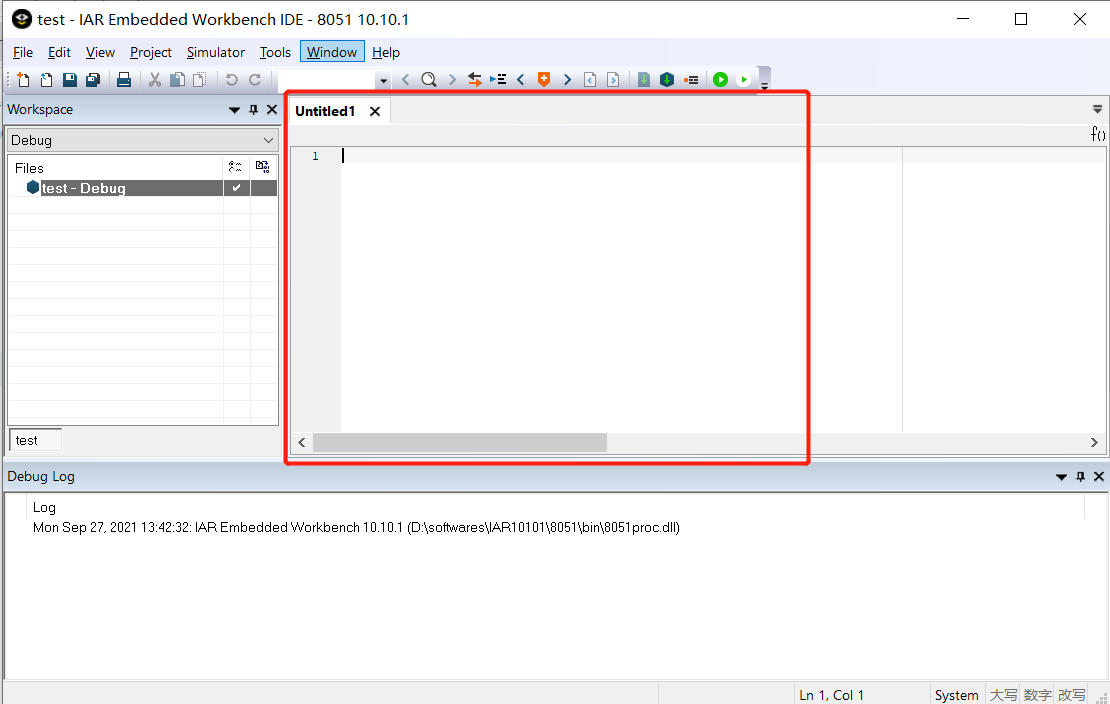 test - IAR Embedded Workbench IDE - 8051 10.10.1
File Edit View Project Simulator Tools Window Help
Workspace
Untitled1
Debug
f()
1
Files
test - Debug
test
Debug Log
Log
Mon Sep 27, 2021 13:42:32: IAR Embedded Workbench 10.10.1 (D:\softwares\IAR10101\8051\bin\8051proc.dll)
Ln 1, Col 1 System 大写 数字 改写